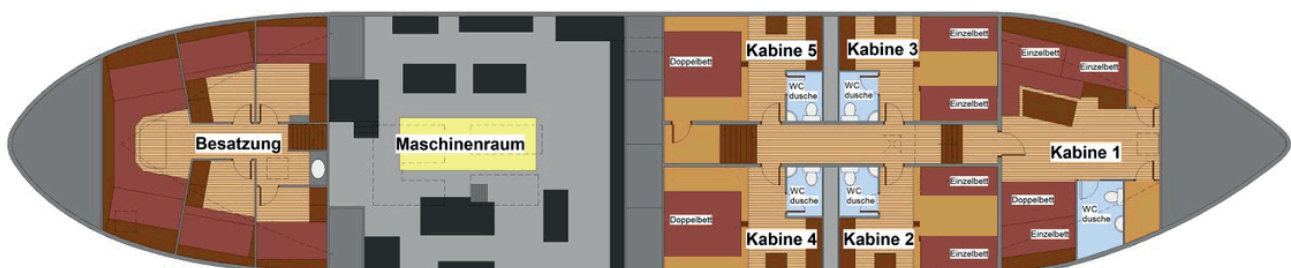 Besatzung
Maschinenraum
Doppelbett
Kabine 5
WC
dusche
Kabine 3
WC
dusche
Einzelbett
Einzelbett
Einzelbett
Einzelbett
Kabine 1
Doppelbett
WC
dusche
Kabine 4
WC
dusche
Kabine 2
Einzelbett
Einzelbett
Doppelbett
Einzelbett
WC
dusche